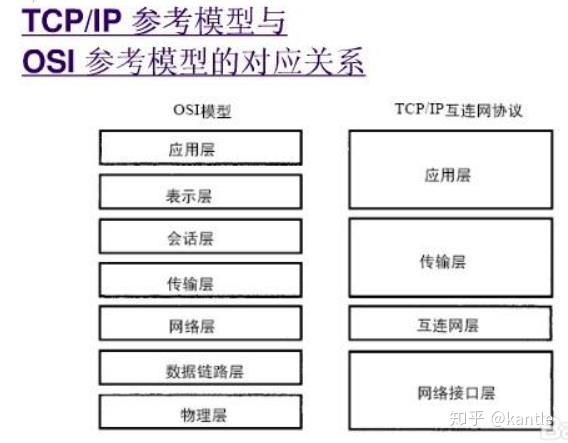 TCP/IP 参考模型与
OSI 参考模型的对应关系
OSI模型
TCP/IP互连网协议
应用层
表示层
会话层
传输层
网络层
数据链路层
物理层
应用层
传输层
互连网层
网络接口层
知乎 @kantle